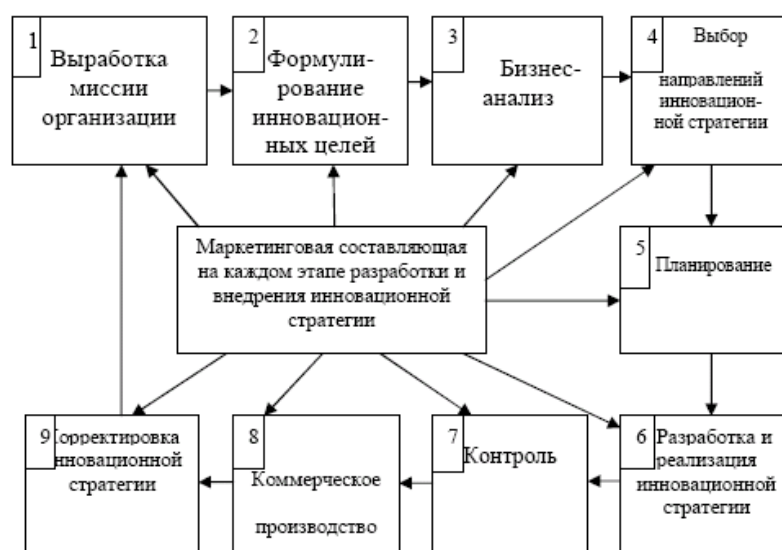 1
Выработка
миссии
организации
2
Формули-
рование
инновацион-
ных целей
3
Бизнес-
анализ
4
Выбор
направлений
инновацион-
ной стратегии
Маркетинговая составляющая
на каждом этапе разработки и
внедрения инновационной
стратегии
5
Планирование
9
Корректировка
инновационной
стратегии
8
Коммерческое
производство
7
Контроль
6
Разработка и
реализация
инновационной
стратегии